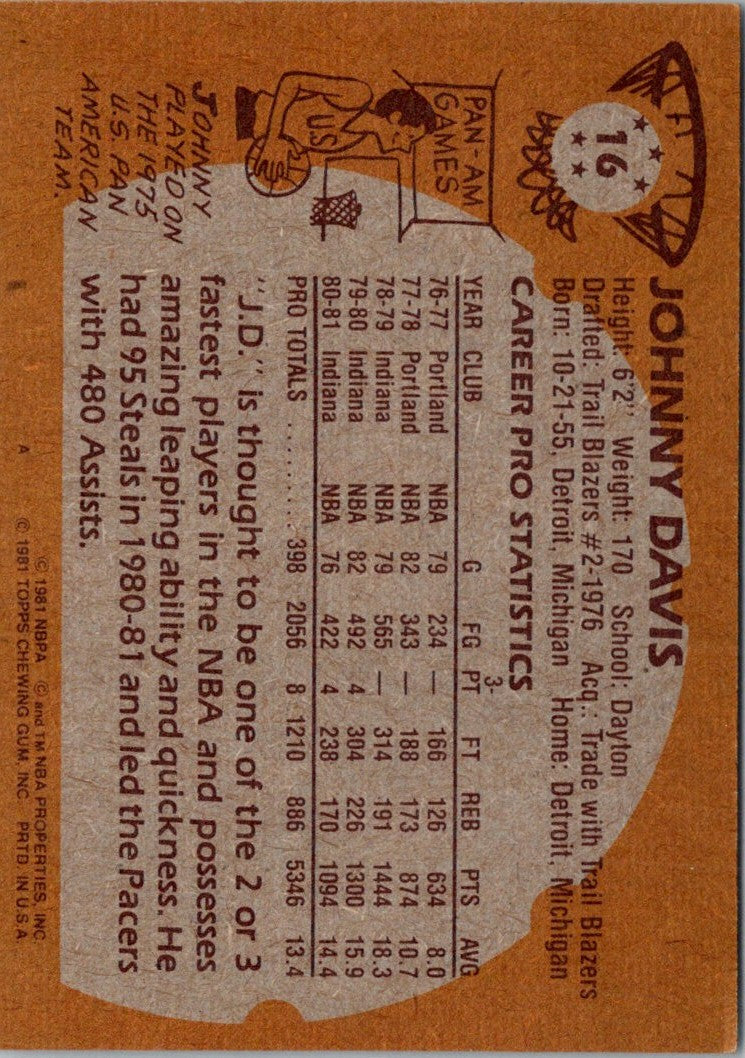 16
JOHNNY DAVIS
Height: 6'2" Weight: 170 School: Dayton
Drafted: Trail Blazers #2-1976 Acq.: Trade with Trail Blazers
Born: 10-21-55, Detroit, Michigan Home: Detroit, Michigan
CAREER PRO STATISTICS
YEAR CLUB G FG 3-PT FT REB PTS AVG
76-77 Portland NBA 79 234 — 166 126 634 8.0
77-78 Portland NBA 82 343 — 188 173 874 10.7
78-79 Indiana NBA 79 565 — 314 191 1444 18.3
79-80 Indiana NBA 82 492 4 304 226 1300 15.9
80-81 Indiana NBA 76 422 4 238 170 1094 14.4
PRO TOTALS ........ 398 2056 8 1210 886 5346 13.4
PAN-AM
GAMES
U.S.
JOHNNY
PLAYED ON
THE 1975
U.S. PAN
AMERICAN
TEAM.
"J.D." is thought to be one of the 2 or 3
fastest players in the NBA and possesses
amazing leaping ability and quickness. He
had 95 Steals in 1980-81 and led the Pacers
with 480 Assists.
© 1981 NBPA © and TM NBA PROPERTIES, INC.
A © 1981 TOPPS CHEWING GUM, INC. PRTD. IN U.S.A.